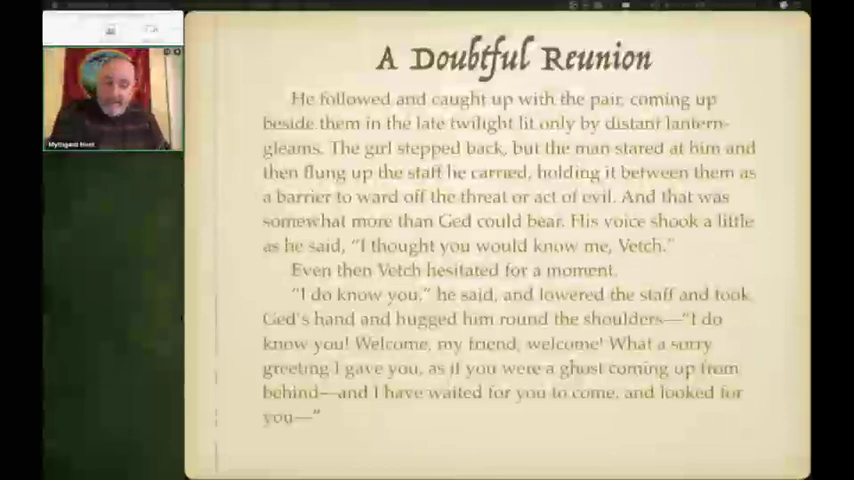 Mythgard Host
A Doubtful Reunion
He followed and caught up with the pair, coming up
beside them in the late twilight lit only by distant lantern-
gleams. The girl stepped back, but the man stared at him and
then flung up the staff he carried, holding it between them as
a barrier to ward off the threat or act of evil. And that was
somewhat more than Ged could bear. His voice shook a little
as he said, “I thought you would know me, Vetch.”
Even then Vetch hesitated for a moment.
“I do know you,” he said, and lowered the staff and took
Ged's hand and hugged him round the shoulders—“I do
know you! Welcome, my friend, welcome! What a sorry
greeting I gave you, as if you were a ghost coming up from
behind—and I have waited for you to come, and looked for
you—”